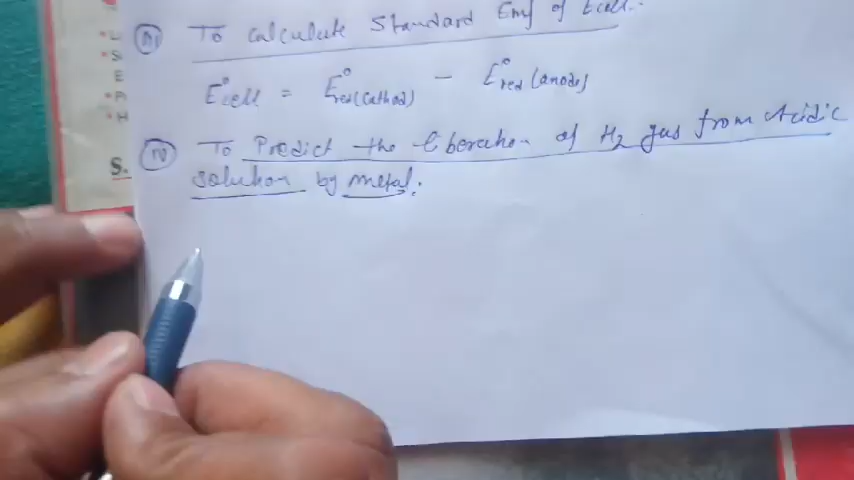 (iii) To calculate Standard Emf of Ecell.
E°cell = E°red(cathod) - E°red(anode)
(iv) To Predict the liberation of H2 gas from Acidic
solution by metal.
S.